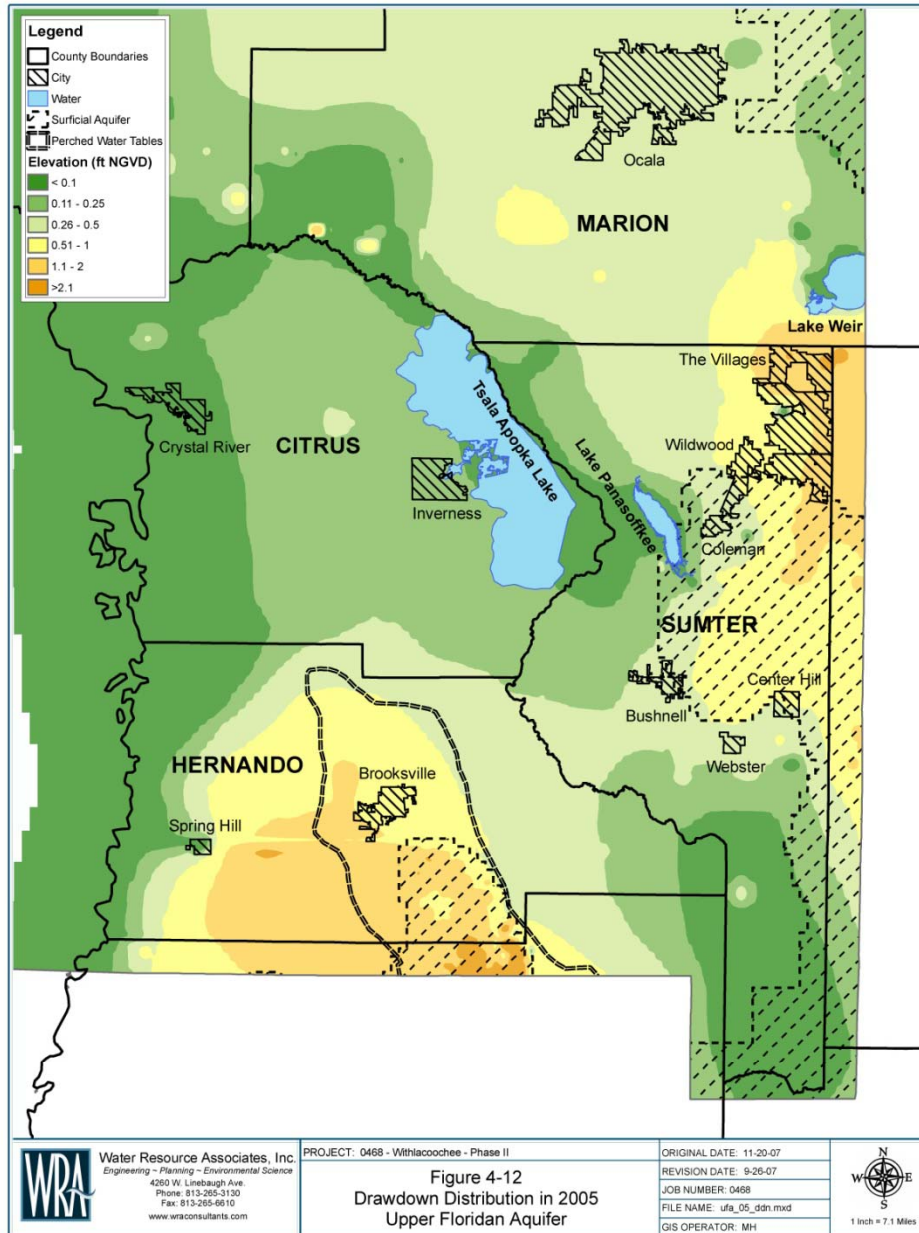 Legend
County Boundaries
City
Water
Surficial Aquifer
Perched Water Tables
Elevation (ft NGVD)
< 0.1
0.11 - 0.25
0.26 - 0.5
0.51 - 1
1.1 - 2
>2.1
Ocala
MARION
Lake Weir
The Villages
Crystal River
CITRUS
Tsala Apopka Lake
Wildwood
Inverness
Lake Panasoffkee
Coleman
SUMTER
Center Hill
Bushnell
HERNANDO
Webster
Brooksville
Spring Hill
WRA
Water Resource Associates, Inc.
Engineering ~ Planning ~ Environmental Science
4260 W. Linebaugh Ave.
Phone: 813-265-3130
Fax: 813-265-6610
www.wraconsultants.com
PROJECT: 0468 - Withlacoochee - Phase II
Figure 4-12
Drawdown Distribution in 2005
Upper Floridan Aquifer
ORIGINAL DATE: 11-20-07
REVISION DATE: 9-26-07
JOB NUMBER: 0468
FILE NAME: ufa_05_ddn.mxd
GIS OPERATOR: MH
N
W E
S
1 Inch = 7.1 Miles